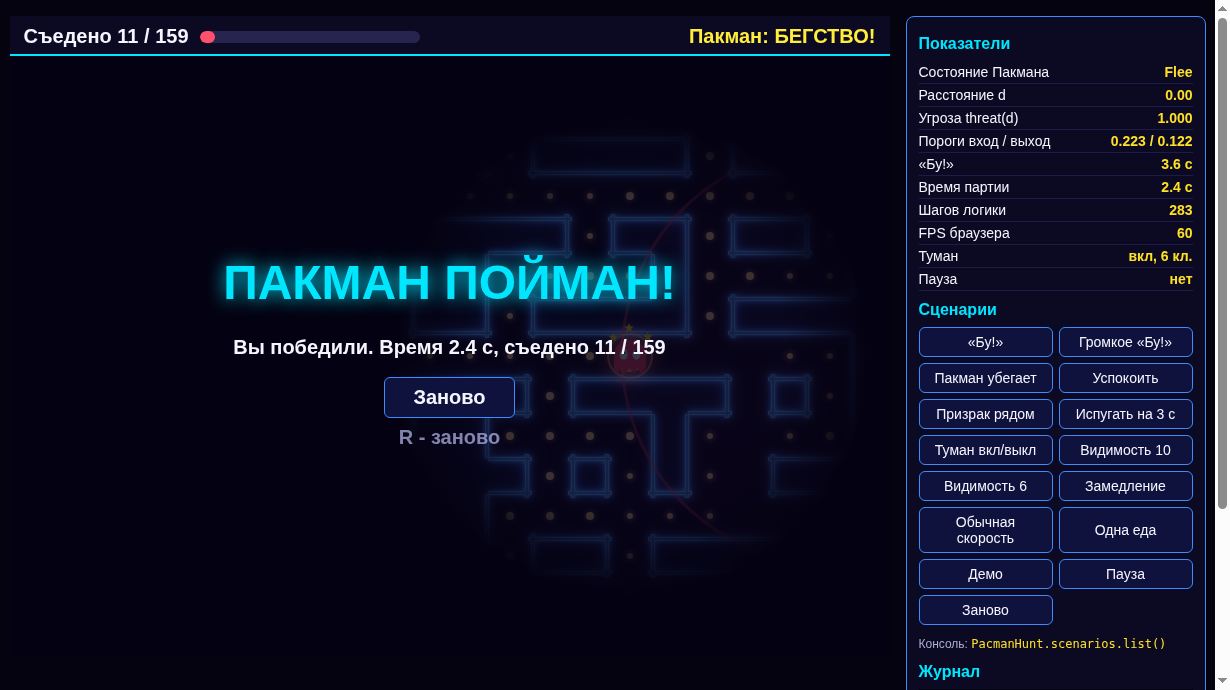 Съедено 11 / 159
Пакман: БЕГСТВО!
ПАКМАН ПОЙМАН!
Вы победили. Время 2.4 с, съедено 11 / 159
Заново
R - заново
Показатели
Состояние Пакмана Flee
Расстояние d 0.00
Угроза threat(d) 1.000
Пороги вход / выход 0.223 / 0.122
«Бу!» 3.6 с
Время партии 2.4 с
Шагов логики 283
FPS браузера 60
Туман вкл, 6 кл.
Пауза нет
Сценарии
«Бу!» Громкое «Бу!»
Пакман убегает Успокоить
Призрак рядом Испугать на 3 с
Туман вкл/выкл Видимость 10
Видимость 6 Замедление
Обычная
скорость
Одна еда
Демо Пауза
Заново
Консоль: PacmanHunt.scenarios.list()
Журнал